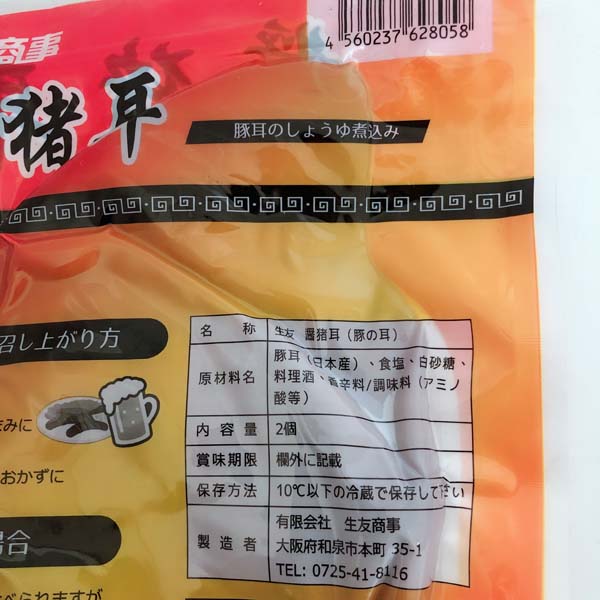 4 560237 628058
商事
猪耳
豚耳のしょうゆ煮込み
召し上がり方
まみに
おかずに
場合
べられますが
名 称 生友 醤猪耳（豚の耳）
原材料名 豚耳（日本産）、食塩、白砂糖、
料理酒、香辛料/調味料（アミノ
酸等）
内 容 量 2個
賞味期限 欄外に記載
保存方法 10℃以下の冷蔵で保存して下さい
製 造 者 有限会社 生友商事
大阪府和泉市本町 35-1
TEL: 0725-41-8116